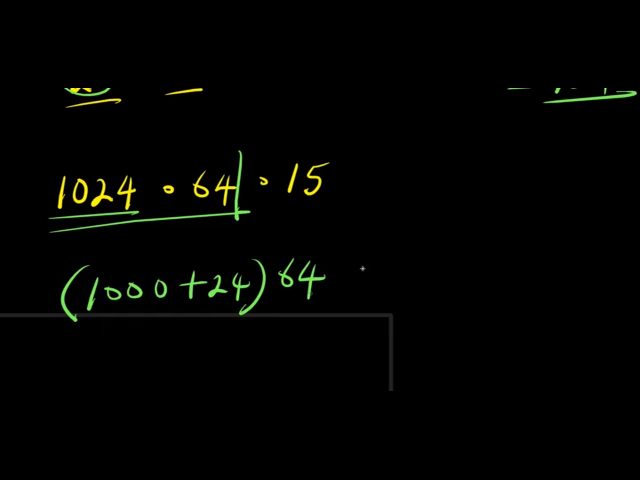 1024 • 64 • 15
(1000+24) 64